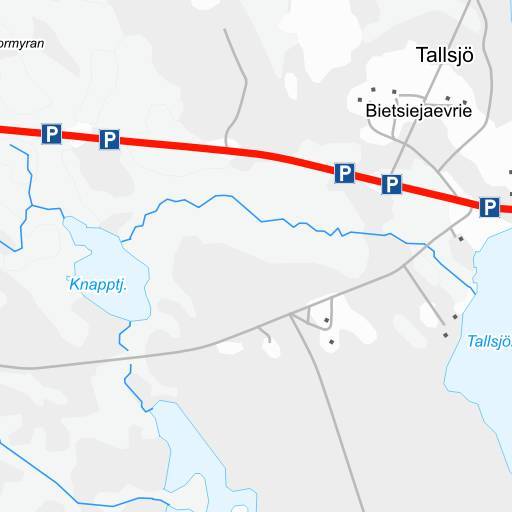 ormyran
Tallsjö
Bietsiejaevrie
P
P
P
P
P
Knapptj.
Tallsjö